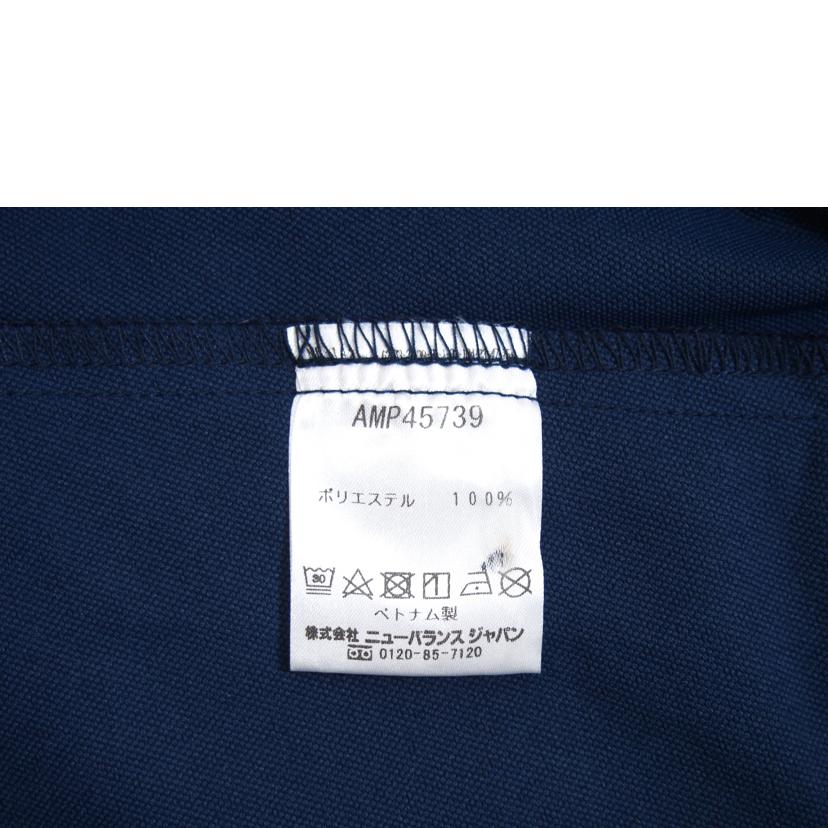 AMP45739
ポリエステル 100%
30
ベトナム製
株式会社 ニューバランス ジャパン
0120-85-7120